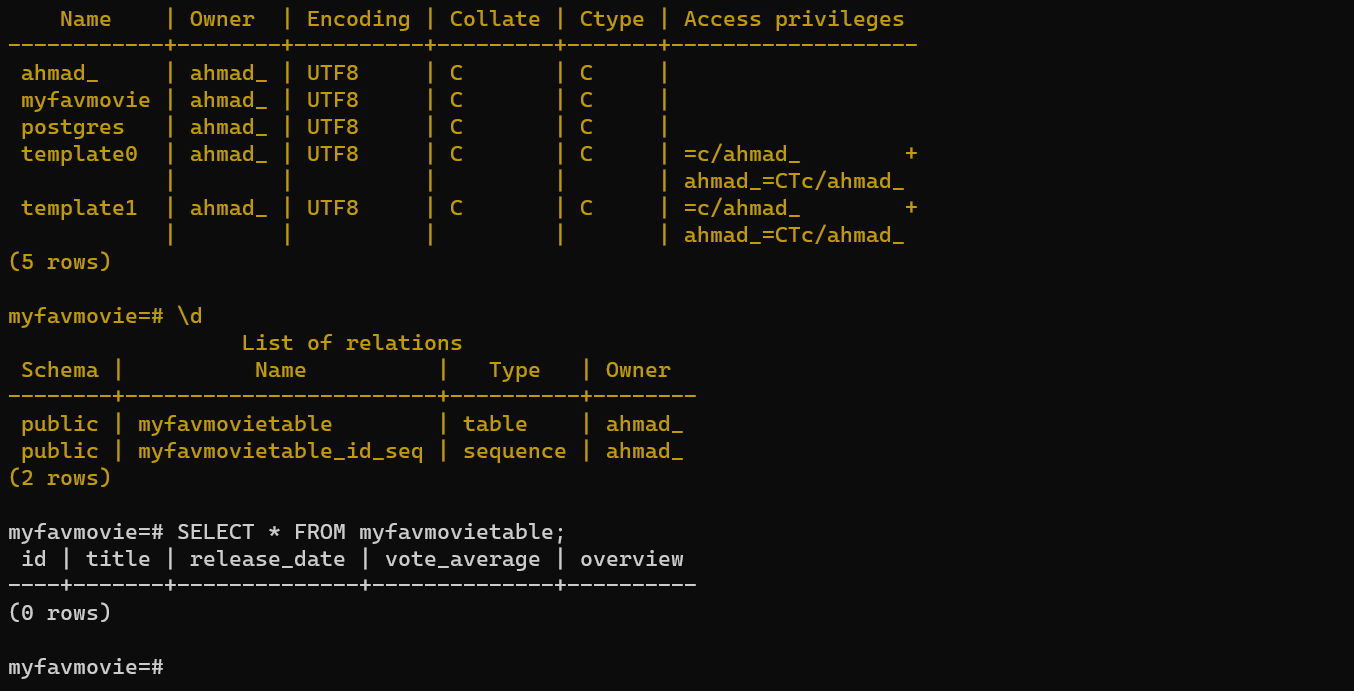 Name    | Owner  | Encoding | Collate | Ctype | Access privileges
------------+--------+----------+---------+-------+-------------------
 ahmad_     | ahmad_ | UTF8     | C       | C     |
 myfavmovie | ahmad_ | UTF8     | C       | C     |
 postgres   | ahmad_ | UTF8     | C       | C     |
 template0  | ahmad_ | UTF8     | C       | C     | =c/ahmad_        +
            |        |          |         |       | ahmad_=CTc/ahmad_
 template1  | ahmad_ | UTF8     | C       | C     | =c/ahmad_        +
            |        |          |         |       | ahmad_=CTc/ahmad_
(5 rows)

myfavmovie=# \d
                  List of relations
 Schema |          Name          |   Type   | Owner
--------+------------------------+----------+--------
 public | myfavmovietable        | table    | ahmad_
 public | myfavmovietable_id_seq | sequence | ahmad_
(2 rows)

myfavmovie=# SELECT * FROM myfavmovietable;
 id | title | release_date | vote_average | overview
----+-------+--------------+--------------+----------
(0 rows)

myfavmovie=#